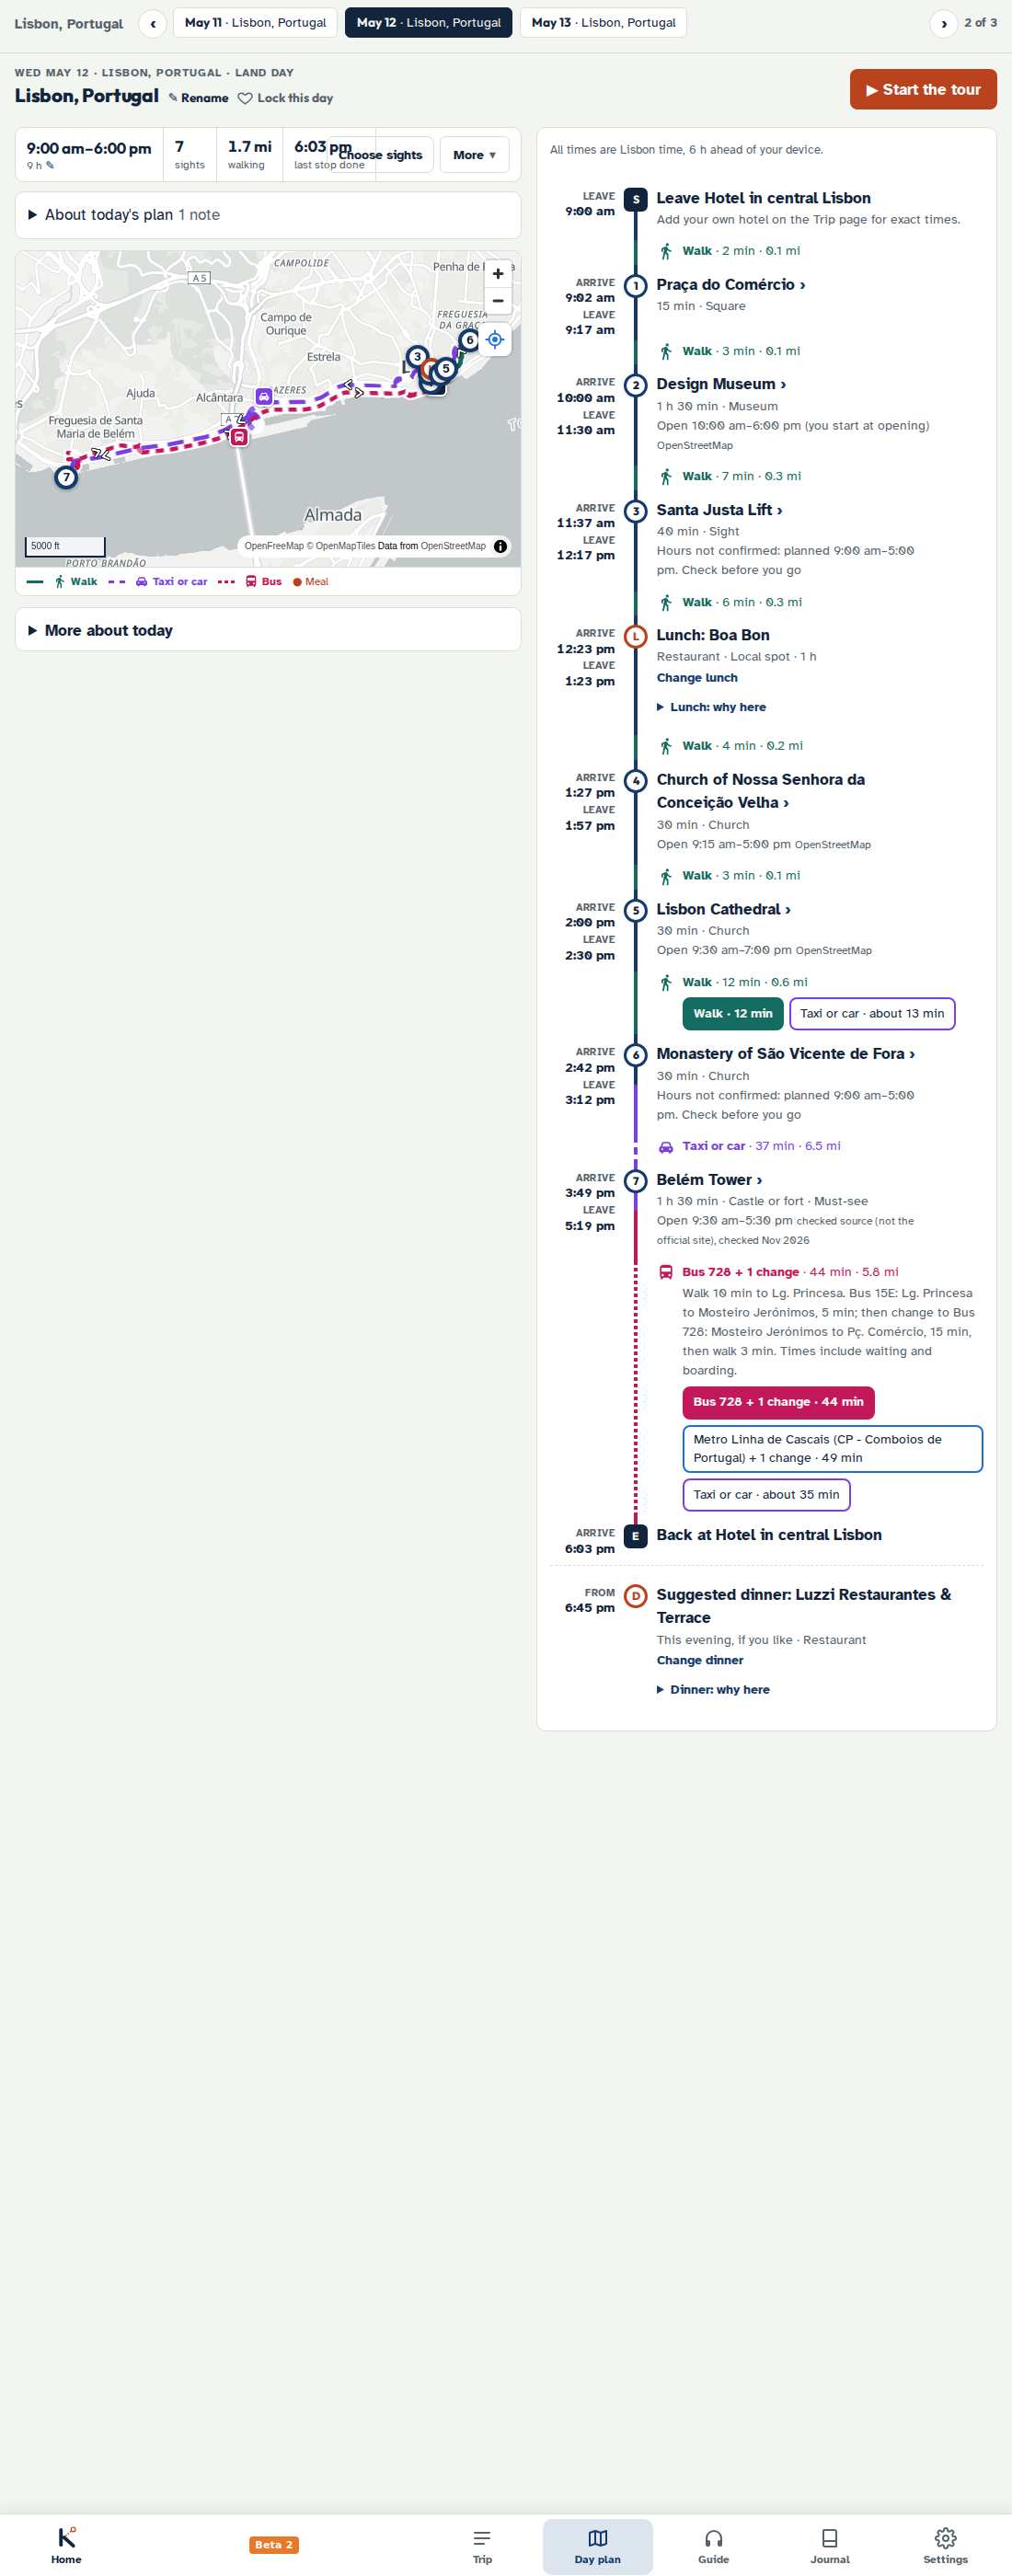 Lisbon, Portugal
‹
May 11 · Lisbon, Portugal
May 12 · Lisbon, Portugal
May 13 · Lisbon, Portugal
›
2 of 3
WED MAY 12 · LISBON, PORTUGAL · LAND DAY
Lisbon, Portugal
✎ Rename
Lock this day
▶ Start the tour
9:00 am–6:00 pm
9 h ✎
7
sights
1.7 mi
walking
6:03 pm
last stop done
Choose sights
More ▾
▶ About today's plan 1 note
CAMPOLIDE
A 5
Penha de
Campo de
Ourique
FREGUESIA
DA GRAÇA
Estrela
6
3
5
Ajuda
Alcântara
Freguesia de Santa
Maria de Belém
7
Almada
5000 ft
OpenFreeMap © OpenMapTiles Data from OpenStreetMap
PORTO BRANDÃO
Walk
Taxi or car
Bus
Meal
▶ More about today
All times are Lisbon time, 6 h ahead of your device.
LEAVE
9:00 am
S
Leave Hotel in central Lisbon
Add your own hotel on the Trip page for exact times.
Walk · 2 min · 0.1 mi
ARRIVE
9:02 am
LEAVE
9:17 am
1
Praça do Comércio ›
15 min · Square
Walk · 3 min · 0.1 mi
ARRIVE
10:00 am
LEAVE
11:30 am
2
Design Museum ›
1 h 30 min · Museum
Open 10:00 am–6:00 pm (you start at opening)
OpenStreetMap
Walk · 7 min · 0.3 mi
ARRIVE
11:37 am
LEAVE
12:17 pm
3
Santa Justa Lift ›
40 min · Sight
Hours not confirmed: planned 9:00 am–5:00
pm. Check before you go
Walk · 6 min · 0.3 mi
ARRIVE
12:23 pm
LEAVE
1:23 pm
L
Lunch: Boa Bon
Restaurant · Local spot · 1 h
Change lunch
▶ Lunch: why here
Walk · 4 min · 0.2 mi
ARRIVE
1:27 pm
LEAVE
1:57 pm
4
Church of Nossa Senhora da
Conceição Velha ›
30 min · Church
Open 9:15 am–5:00 pm OpenStreetMap
Walk · 3 min · 0.1 mi
ARRIVE
2:00 pm
LEAVE
2:30 pm
5
Lisbon Cathedral ›
30 min · Church
Open 9:30 am–7:00 pm OpenStreetMap
Walk · 12 min · 0.6 mi
Walk · 12 min
Taxi or car · about 13 min
ARRIVE
2:42 pm
LEAVE
3:12 pm
6
Monastery of São Vicente de Fora ›
30 min · Church
Hours not confirmed: planned 9:00 am–5:00
pm. Check before you go
Taxi or car · 37 min · 6.5 mi
ARRIVE
3:49 pm
LEAVE
5:19 pm
7
Belém Tower ›
1 h 30 min · Castle or fort · Must-see
Open 9:30 am–5:30 pm checked source (not the
official site), checked Nov 2026
Bus 728 + 1 change · 44 min · 5.8 mi
Walk 10 min to Lg. Princesa. Bus 15E: Lg. Princesa
to Mosteiro Jerónimos, 5 min; then change to Bus
728: Mosteiro Jerónimos to Pç. Comércio, 15 min,
then walk 3 min. Times include waiting and
boarding.
Bus 728 + 1 change · 44 min
Metro Linha de Cascais (CP - Comboios de
Portugal) + 1 change · 49 min
Taxi or car · about 35 min
ARRIVE
6:03 pm
E
Back at Hotel in central Lisbon
FROM
6:45 pm
D
Suggested dinner: Luzzi Restaurantes &
Terrace
This evening, if you like · Restaurant
Change dinner
▶ Dinner: why here
Home
Beta 2
Trip
Day plan
Guide
Journal
Settings